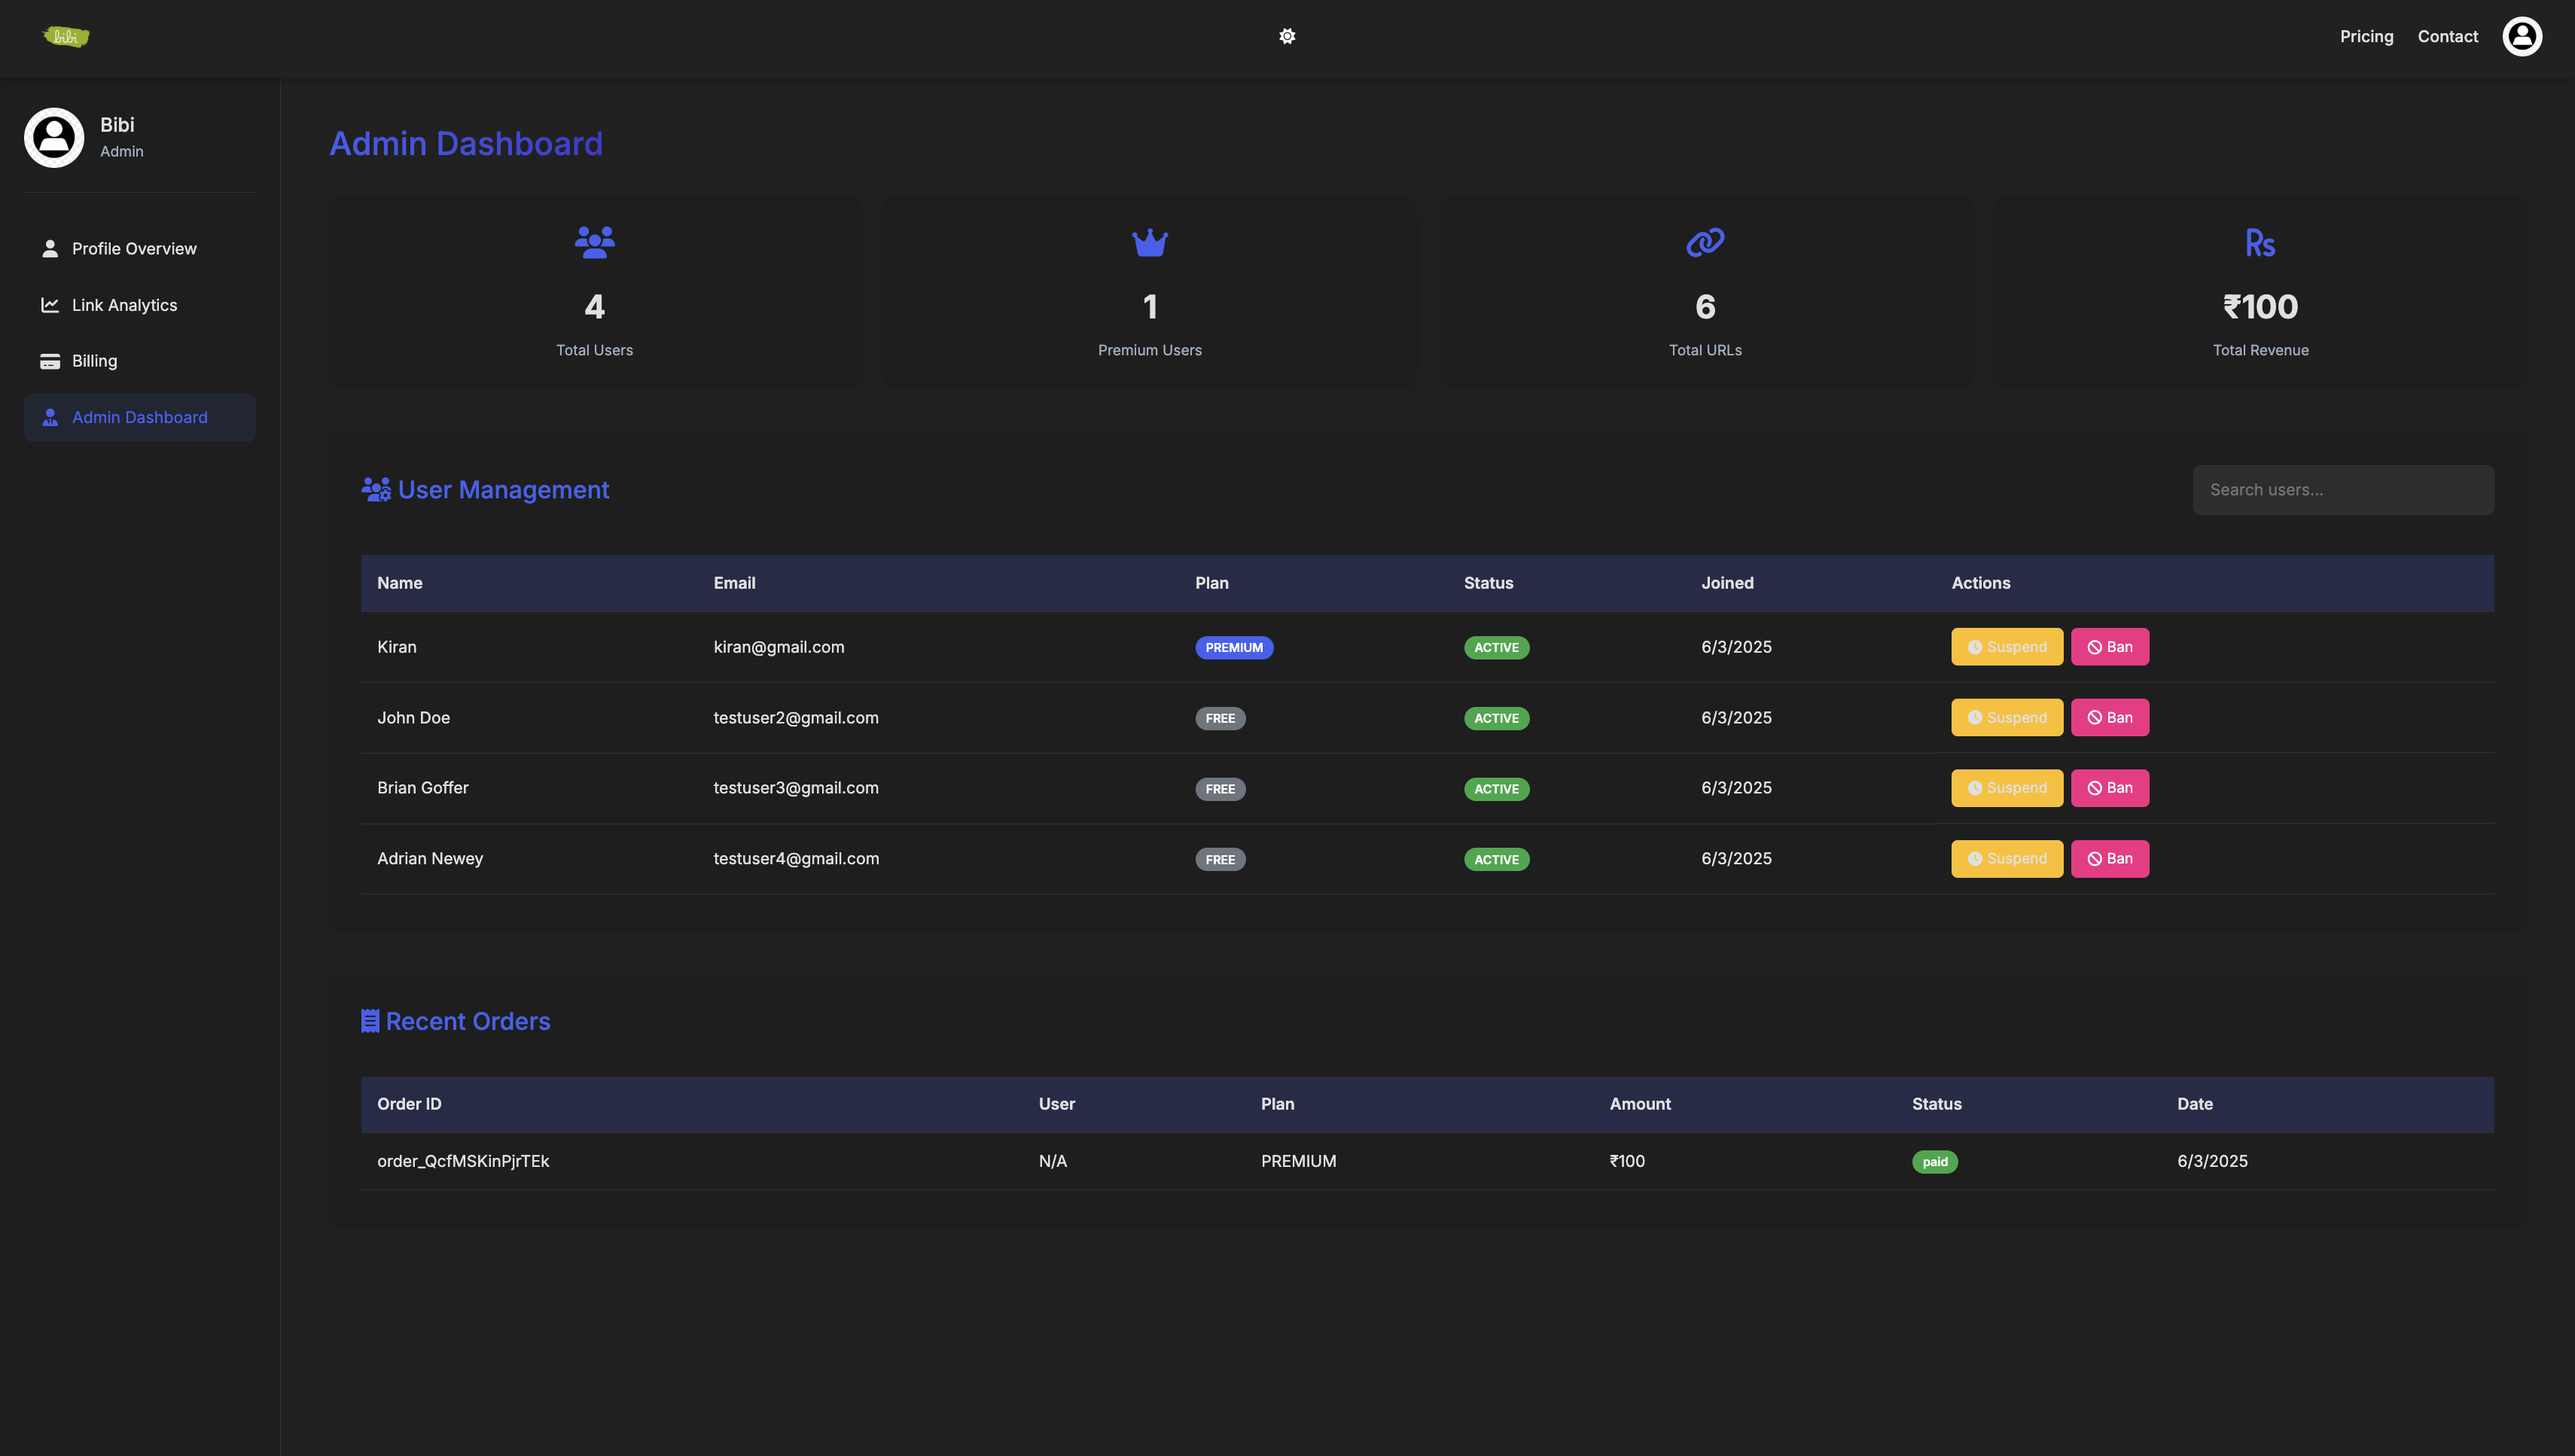 bibi
Pricing Contact
Bibi
Admin
Profile Overview
Link Analytics
Billing
Admin Dashboard
Admin Dashboard
4
Total Users
1
Premium Users
6
Total URLs
Rs
₹100
Total Revenue
User Management
Search users...
Name Email Plan Status Joined Actions
Kiran kiran@gmail.com PREMIUM ACTIVE 6/3/2025 Suspend Ban
John Doe testuser2@gmail.com FREE ACTIVE 6/3/2025 Suspend Ban
Brian Goffer testuser3@gmail.com FREE ACTIVE 6/3/2025 Suspend Ban
Adrian Newey testuser4@gmail.com FREE ACTIVE 6/3/2025 Suspend Ban
Recent Orders
Order ID User Plan Amount Status Date
order_QcfMSKinPjrTEk N/A PREMIUM ₹100 paid 6/3/2025